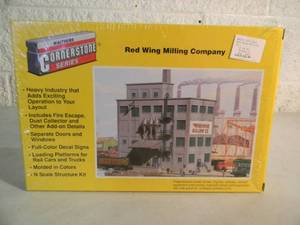 WALTHERS
CORNERSTONE
SERIES
Red Wing Milling Company
• Heavy Industry that
Adds Exciting
Operation to Your
Layout
• Includes Fire Escape,
Dust Collector and
Other Add-on Details
• Separate Doors and
Windows
• Full-Color Decal Signs
• Loading Platforms for
Rail Cars and Trucks
• Molded in Colors
• N Scale Structure Kit